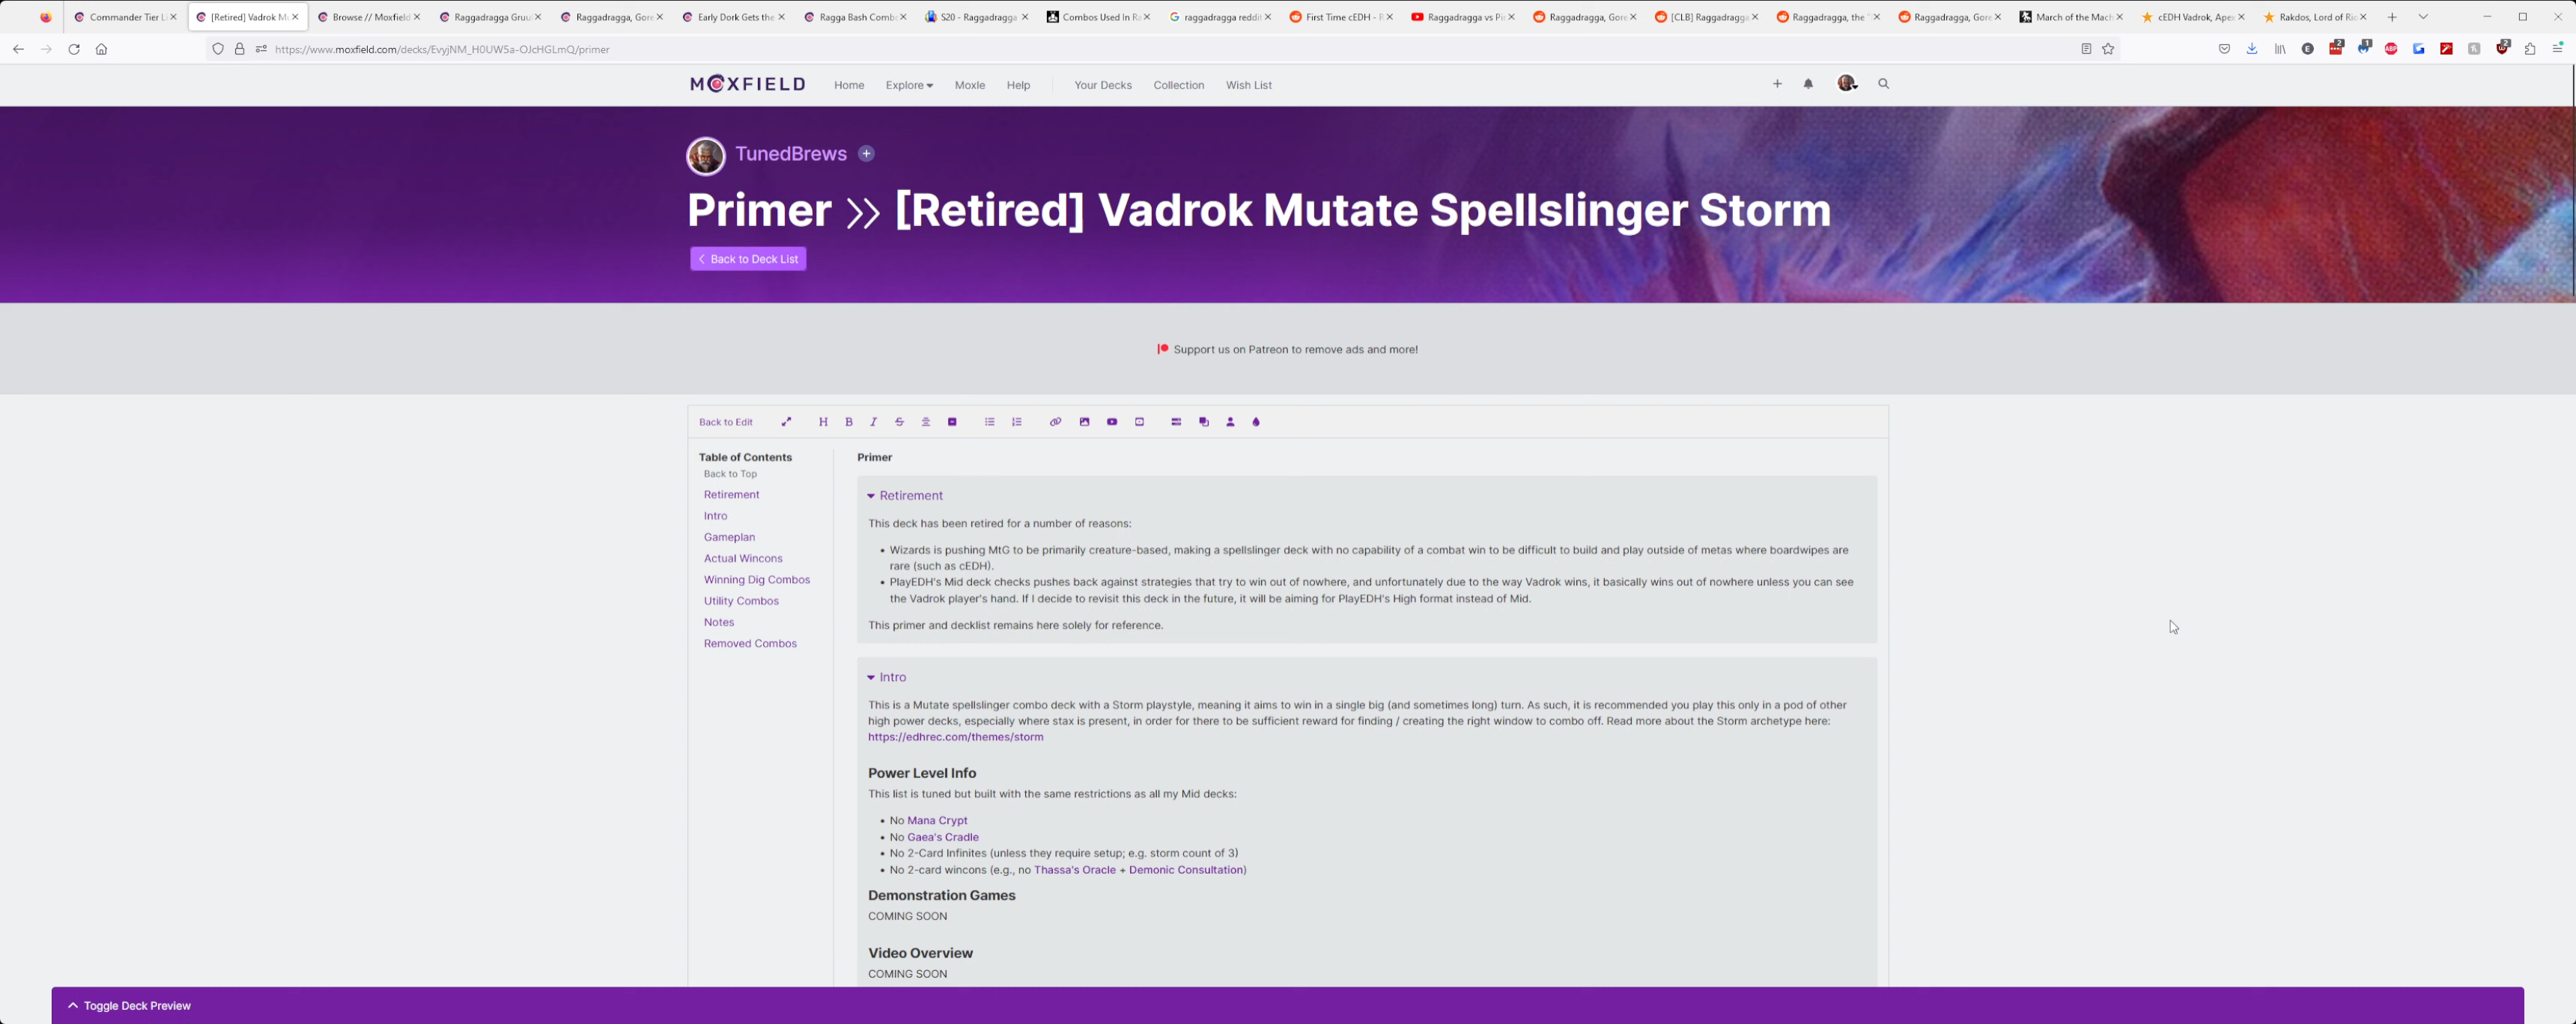 Commander Tier Li
[Retired] Vadrok Mu
Browse // Moxfield
Raggadragga Gruul
Raggadragga, Gore
Early Dork Gets the
Ragga Bash Combo
S20 - Raggadragga
Combos Used In Ra
raggadragga reddit
First Time cEDH - R
Raggadragga vs Pi
Raggadragga, Gore
[CLB] Raggadragga
Raggadragga, the "
Raggadragga, Gore
March of the Mach
cEDH Vadrok, Apex
Rakdos, Lord of Rio
https://www.moxfield.com/decks/EvyjNM_H0UW5a-OJcHGLmQ/primer
MOXFIELD
Home
Explore
Moxle
Help
Your Decks
Collection
Wish List
TunedBrews
Primer >> [Retired] Vadrok Mutate Spellslinger Storm
Back to Deck List
Support us on Patreon to remove ads and more!
Back to Edit
H B I S
Table of Contents
Back to Top
Retirement
Intro
Gameplan
Actual Wincons
Winning Dig Combos
Utility Combos
Notes
Removed Combos
Primer
Retirement
This deck has been retired for a number of reasons:
• Wizards is pushing MtG to be primarily creature-based, making a spellslinger deck with no capability of a combat win to be difficult to build and play outside of metas where boardwipes are
rare (such as cEDH).
• PlayEDH's Mid deck checks pushes back against strategies that try to win out of nowhere, and unfortunately due to the way Vadrok wins, it basically wins out of nowhere unless you can see
the Vadrok player's hand. If I decide to revisit this deck in the future, it will be aiming for PlayEDH's High format instead of Mid.
This primer and decklist remains here solely for reference.
Intro
This is a Mutate spellslinger combo deck with a Storm playstyle, meaning it aims to win in a single big (and sometimes long) turn. As such, it is recommended you play this only in a pod of other
high power decks, especially where stax is present, in order for there to be sufficient reward for finding / creating the right window to combo off. Read more about the Storm archetype here:
https://edhrec.com/themes/storm
Power Level Info
This list is tuned but built with the same restrictions as all my Mid decks:
• No Mana Crypt
• No Gaea's Cradle
• No 2-Card Infinites (unless they require setup; e.g. storm count of 3)
• No 2-card wincons (e.g., no Thassa's Oracle + Demonic Consultation)
Demonstration Games
COMING SOON
Video Overview
COMING SOON
Toggle Deck Preview